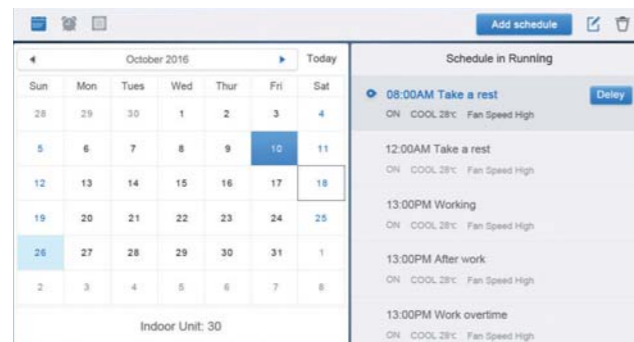 Add schedule
October 2016 Today
Sun Mon Tues Wed Thur Fri Sat
28 29 30 1 2 3 4
5 6 7 8 9 10 11
12 13 14 15 16 17 18
19 20 21 22 23 24 25
26 27 28 29 30 31 1
2 3 4 5 6 7 8
Indoor Unit: 30
Schedule in Running
08:00AM Take a rest Deley
ON COOL 28℃ Fan Speed High
12:00AM Take a rest
ON COOL 28℃ Fan Speed High
13:00PM Working
ON COOL 28℃ Fan Speed High
13:00PM After work
ON COOL 28℃ Fan Speed High
13:00PM Work overtime
ON COOL 28℃ Fan Speed High